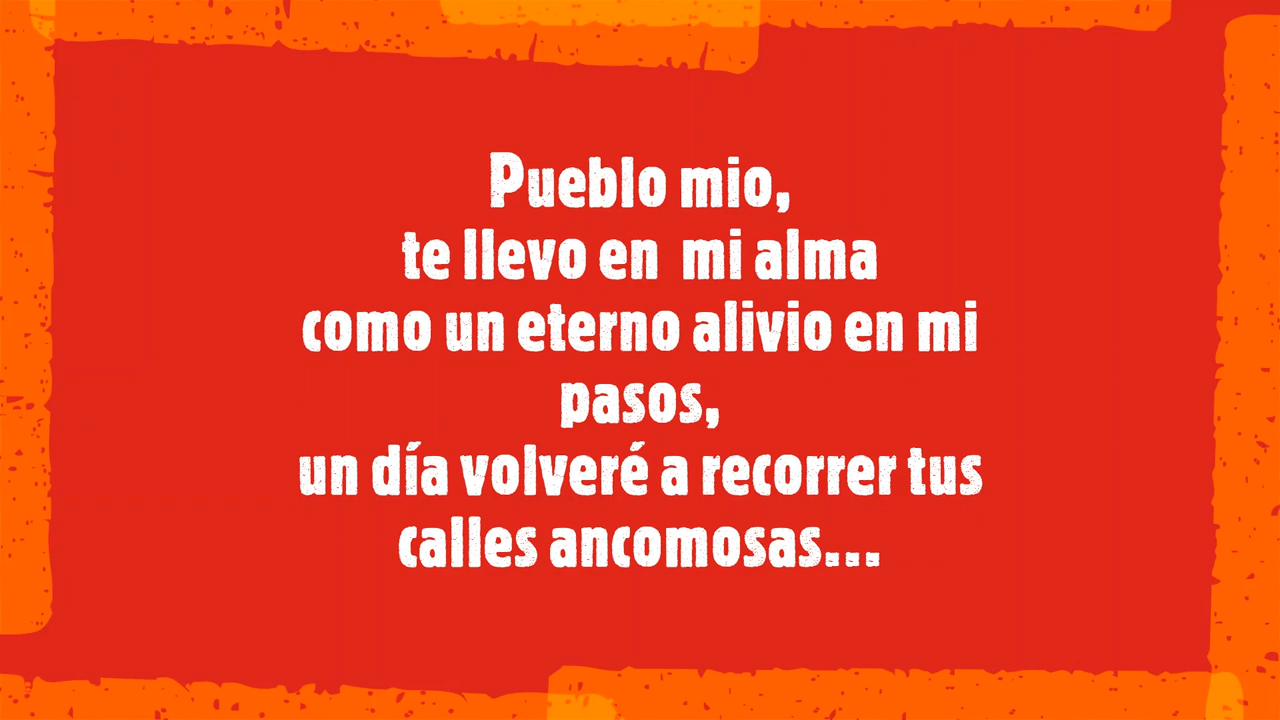 Pueblo mio,
te llevo en mi alma
como un eterno alivio en mi
pasos,
un día volveré a recorrer tus
calles ancomosas...